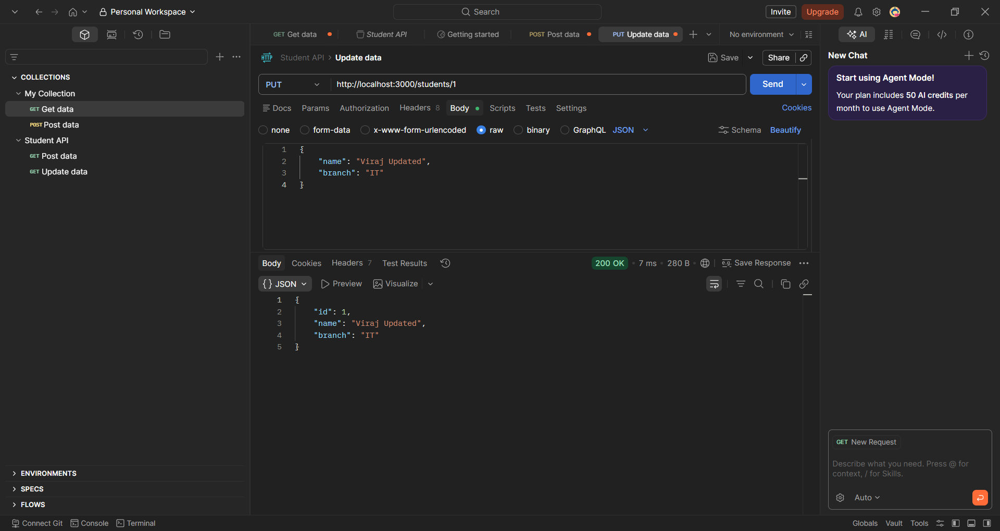 Personal Workspace
Search
Invite
Upgrade
GET Get data
Student API
Getting started
POST Post data
PUT Update data
No environment
AI
HTTP Student API > Update data
Save
Share
New Chat
COLLECTIONS
My Collection
GET Get data
POST Post data
Student API
GET Post data
GET Update data
PUT
http://localhost:3000/students/1
Send
Docs Params Authorization Headers 8 Body Scripts Tests Settings
Cookies
none form-data x-www-form-urlencoded raw binary GraphQL JSON
Schema Beautify
1 {
2 "name": "Viraj Updated",
3 "branch": "IT"
4 }
Body Cookies Headers 7 Test Results
200 OK • 7 ms • 280 B
e.g. Save Response
{} JSON Preview Visualize
1 {
2 "id": 1,
3 "name": "Viraj Updated",
4 "branch": "IT"
5 }
Start using Agent Mode!
Your plan includes 50 AI credits per
month to use Agent Mode.
GET New Request
Describe what you need. Press @ for
context, / for Skills.
Auto
ENVIRONMENTS
SPECS
FLOWS
Connect Git Console Terminal
Globals Vault Tools